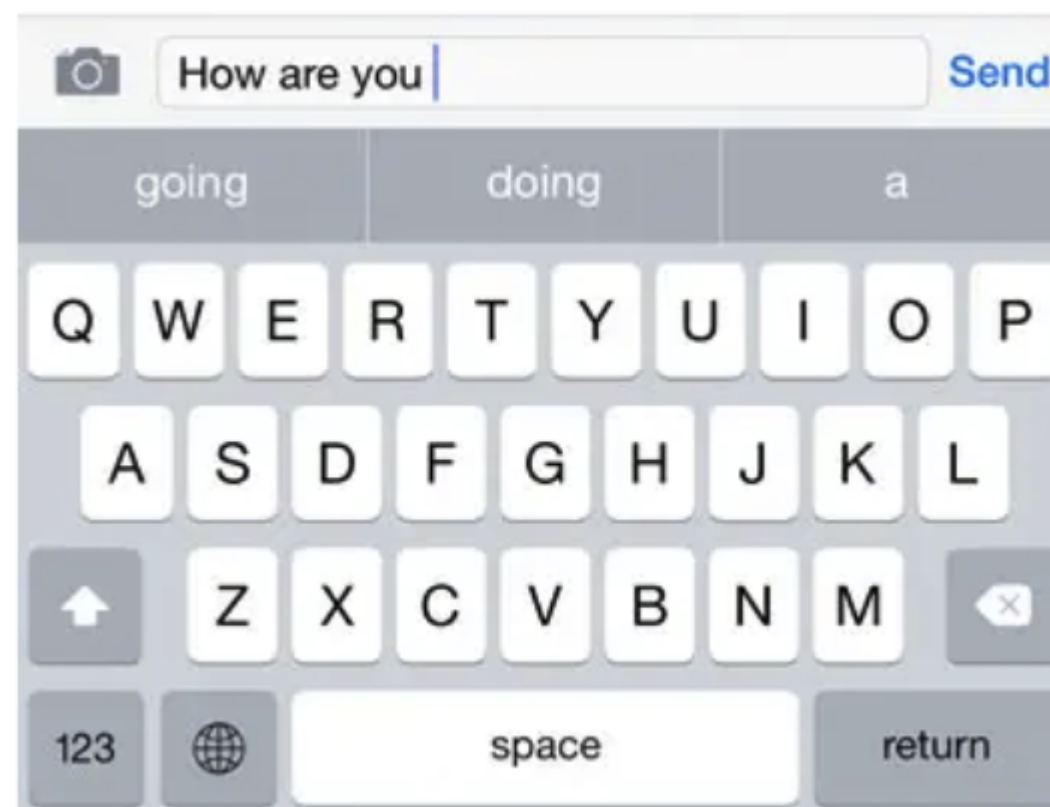 How are you Send
going doing a
Q W E R T Y U I O P
A S D F G H J K L
Z X C V B N M
123 space return